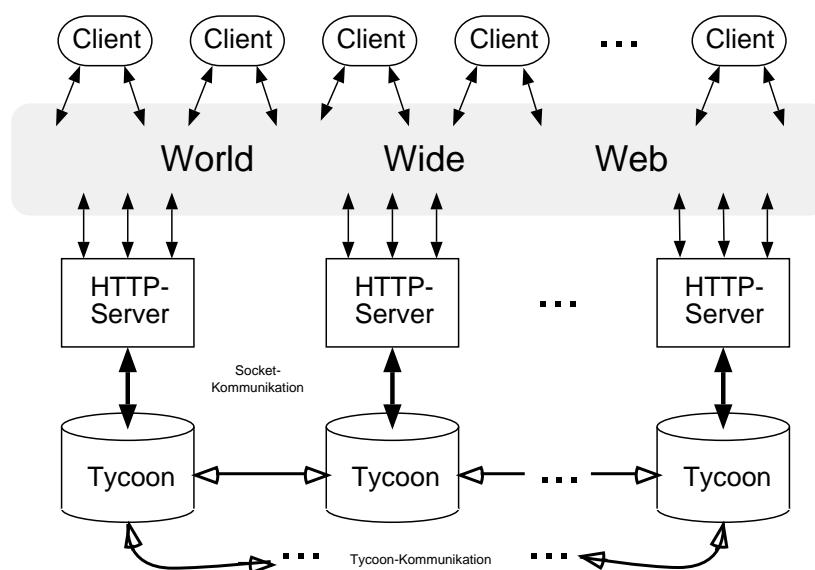 Client Client Client Client ... Client
World Wide Web
HTTP-
Server
HTTP-
Server
...
HTTP-
Server
Socket-
Kommunikation
Tycoon Tycoon ... Tycoon
... Tycoon-Kommunikation ...